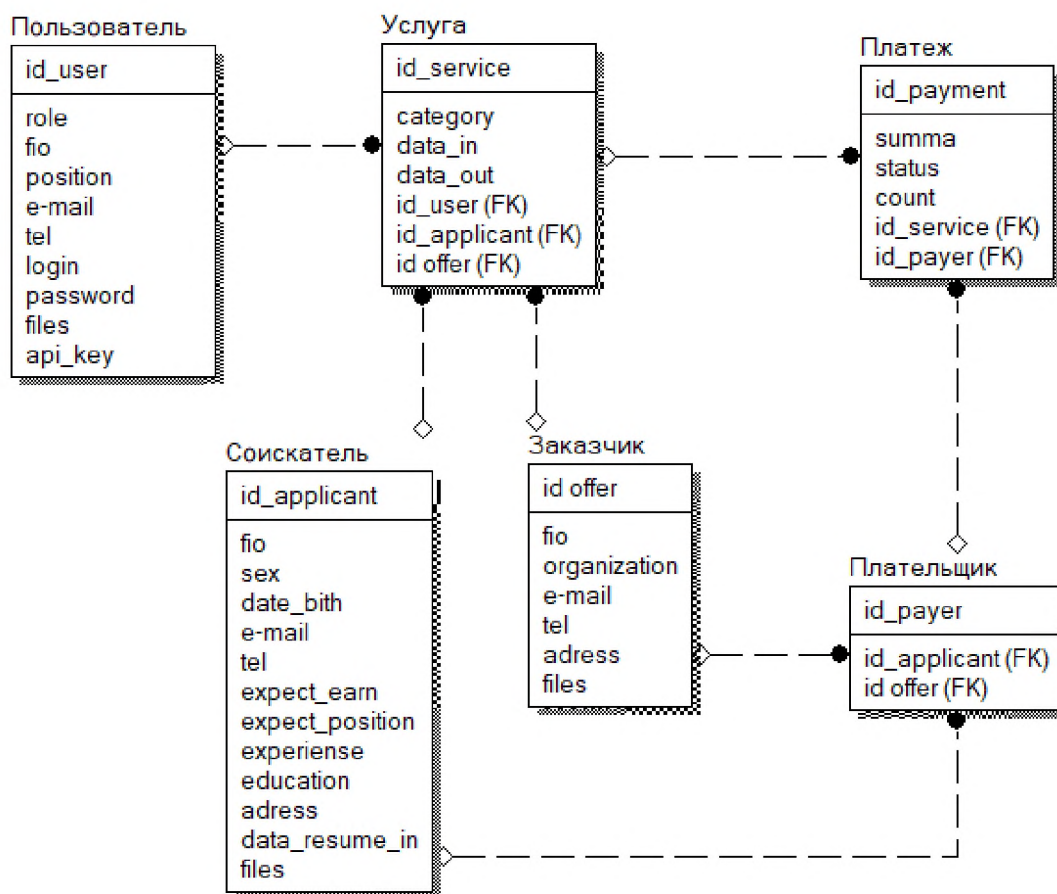 Пользователь
id_user
role
fio
position
e-mail
tel
login
password
files
api_key
Услуга
id_service
category
data_in
data_out
id_user (FK)
id_applicant (FK)
id offer (FK)
Платеж
id_payment
summa
status
count
id_service (FK)
id_payer (FK)
Соискатель
id_applicant
fio
sex
date_bith
e-mail
tel
expect_earn
expect_position
experiense
education
adress
data_resume_in
files
Заказчик
id offer
fio
organization
e-mail
tel
adress
files
Плательщик
id_payer
id_applicant (FK)
id offer (FK)